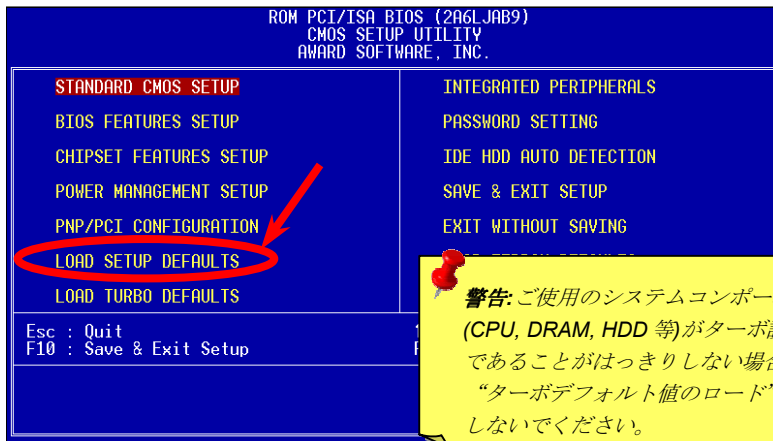 ROM PCI/ISA BIOS (2A6LJAB9)
CMOS SETUP UTILITY
AWARD SOFTWARE, INC.
STANDARD CMOS SETUP
BIOS FEATURES SETUP
CHIPSET FEATURES SETUP
POWER MANAGEMENT SETUP
PNP/PCI CONFIGURATION
LOAD SETUP DEFAULTS
LOAD TURBO DEFAULTS
INTEGRATED PERIPHERALS
PASSWORD SETTING
IDE HDD AUTO DETECTION
SAVE & EXIT SETUP
EXIT WITHOUT SAVING
Esc : Quit
F10 : Save & Exit Setup
警告:ご使用のシステムコンポー
(CPU, DRAM, HDD 等)がターボ
であることがはっきりしない場合
“ターボデフォルト値のロード”
しないでください。